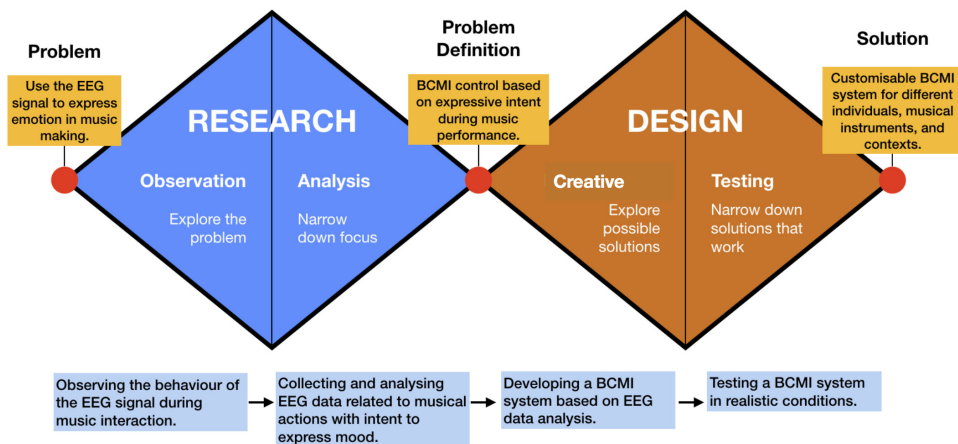 Problem
Use the EEG
signal to express
emotion in music
making.
RESEARCH
Observation
Explore the
problem
Analysis
Narrow
down focus
Problem
Definition
BCMI control based
on expressive intent
during music
performance.
DESIGN
Creative
Explore
possible
solutions
Testing
Narrow down
solutions that
work
Solution
Customisable BCMI
system for different
individuals, musical
instruments, and
contexts.
Observing the behaviour of
the EEG signal during
music interaction.
Collecting and analysing
EEG data related to musical
actions with intent to
express mood.
Developing a BCMI
system based on EEG
data analysis.
Testing a BCMI system
in realistic conditions.